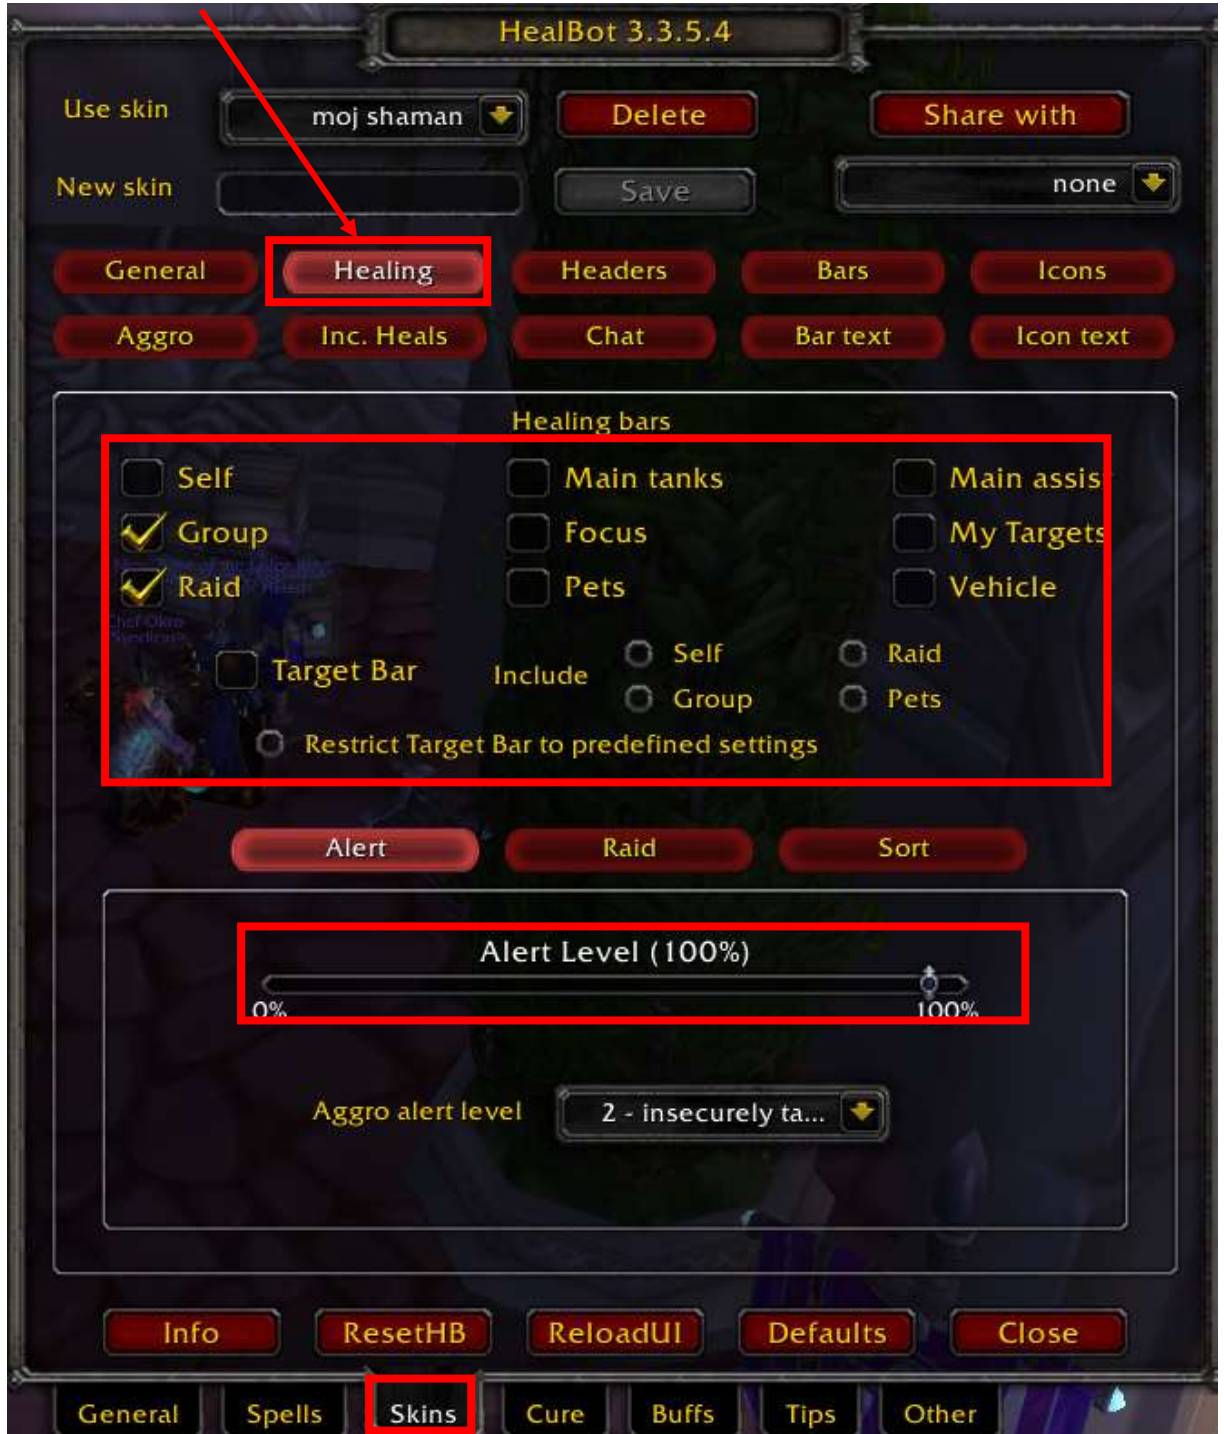 HealBot 3.3.5.4
Use skin moj shaman Delete Share with
New skin Save none
General Healing Headers Bars Icons
Aggro Inc. Heals Chat Bar text Icon text
Healing bars
Self Main tanks Main assis
Group Focus My Targets
Raid Pets Vehicle
Target Bar Include Self Raid
Group Pets
Restrict Target Bar to predefined settings
Alert Raid Sort
Alert Level (100%)
0% 100%
Aggro alert level 2 - insecurely ta...
Info ResetHB ReloadUI Defaults Close
General Spells Skins Cure Buffs Tips Other